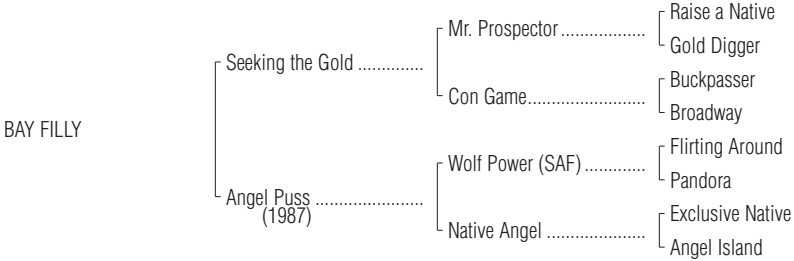 Raise a Native
Mr. Prospector ...................
Gold Digger
Seeking the Gold ..............
Buckpasser
Con Game..........................
Broadway
BAY FILLY
Flirting Around
Wolf Power (SAF) ..............
Pandora
Angel Puss ........................
(1987)
Exclusive Native
Native Angel ......................
Angel Island